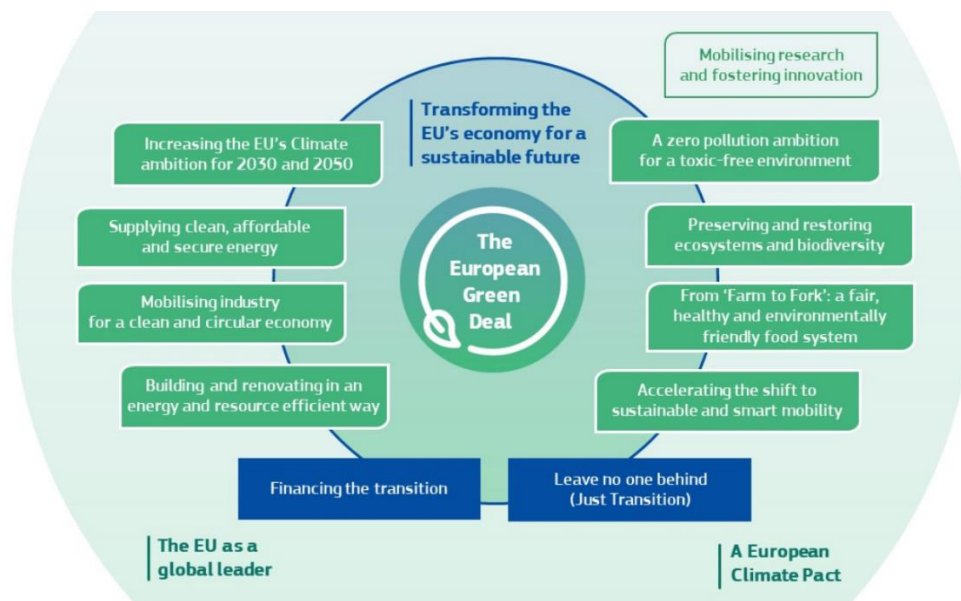 Mobilising research
and fostering innovation
Transforming the
EU's economy for a
sustainable future
Increasing the EU's Climate
ambition for 2030 and 2050
A zero pollution ambition
for a toxic-free environment
Supplying clean, affordable
and secure energy
Preserving and restoring
ecosystems and biodiversity
The
European
Green
Deal
Mobilising industry
for a clean and circular economy
From 'Farm to Fork': a fair,
healthy and environmentally
friendly food system
Building and renovating in an
energy and resource efficient way
Accelerating the shift to
sustainable and smart mobility
Financing the transition
Leave no one behind
(Just Transition)
The EU as a
global leader
A European
Climate Pact